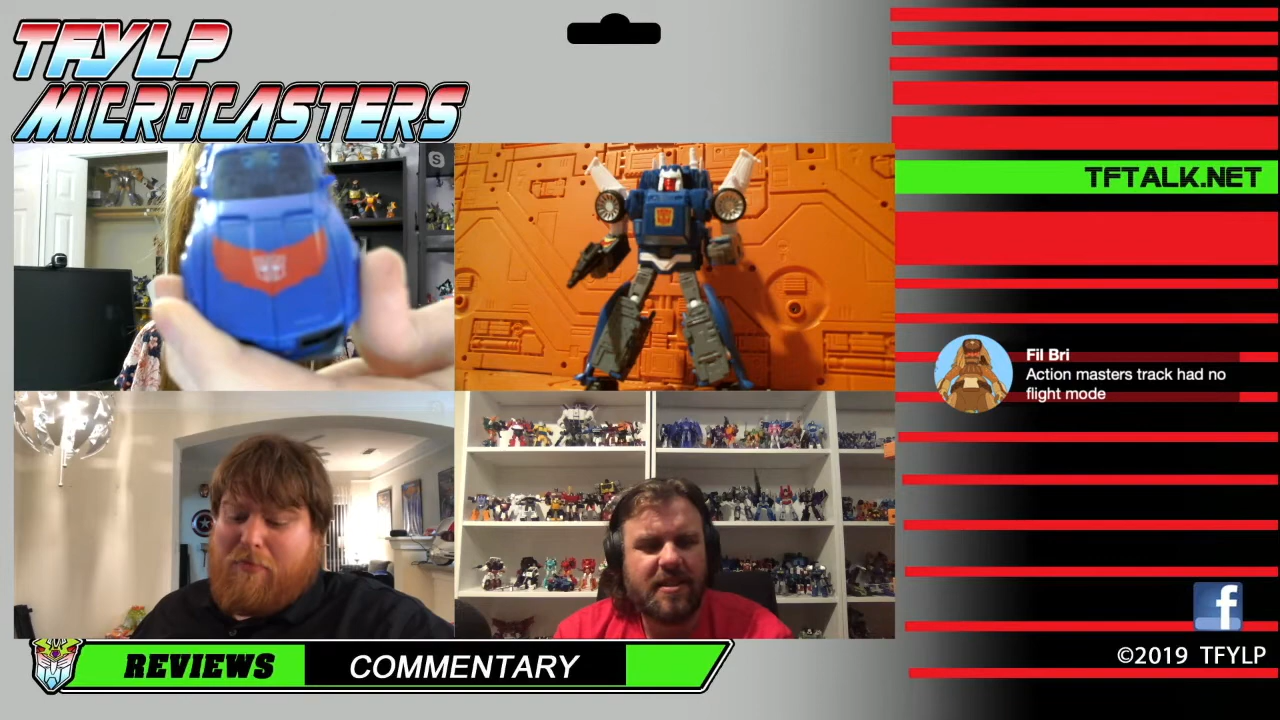 TFYLP
MICROCASTERS
TFTALK.NET
Fil Bri
Action masters track had no
flight mode
REVIEWS
COMMENTARY
f
©2019 TFYLP